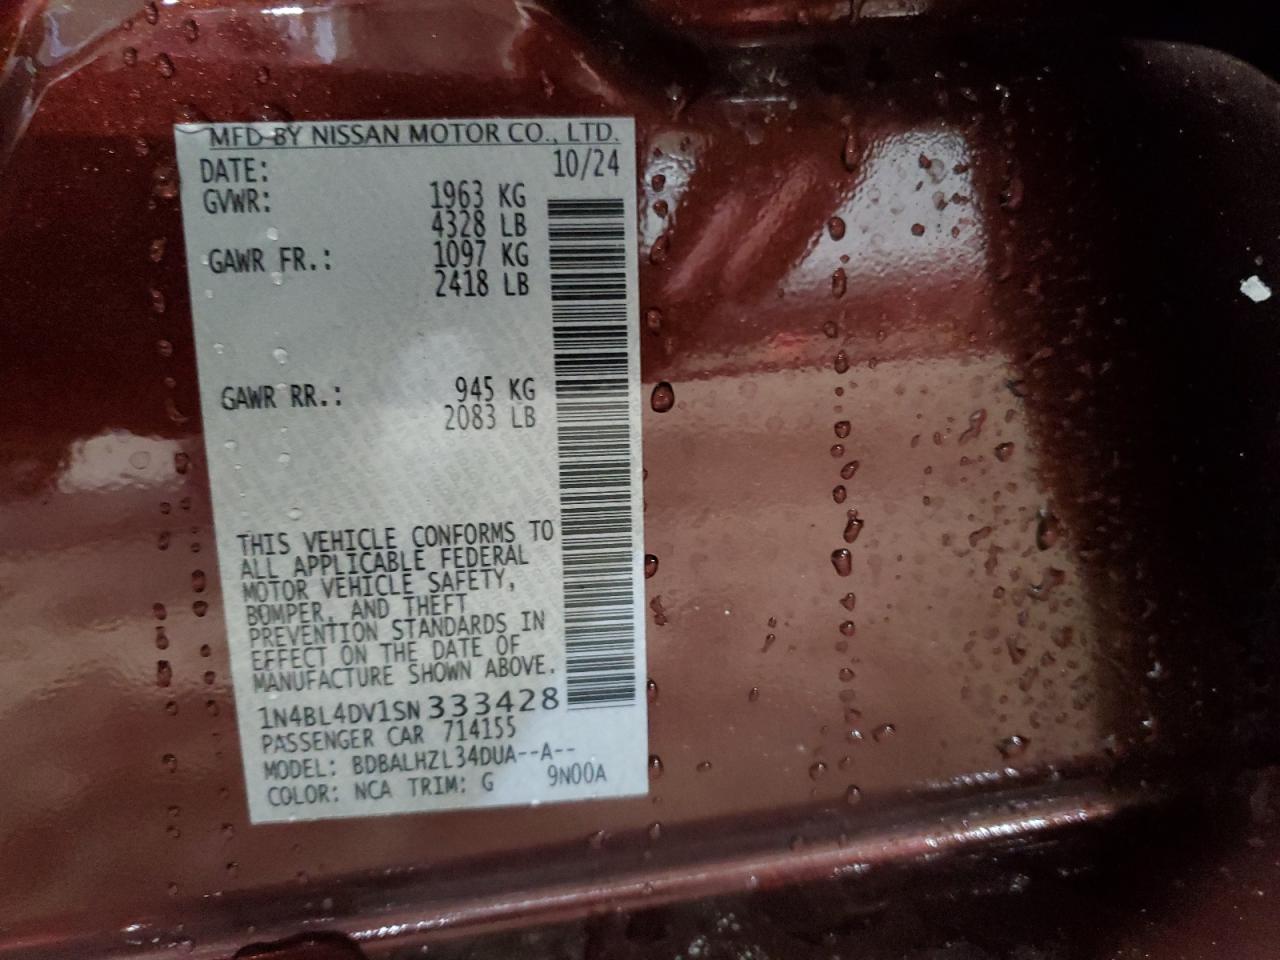 MFD BY NISSAN MOTOR CO., LTD.
DATE: 10/24
GVWR: 1963 KG
4328 LB
GAWR FR.: 1097 KG
2418 LB
GAWR RR.: 945 KG
2083 LB
THIS VEHICLE CONFORMS TO
ALL APPLICABLE FEDERAL
MOTOR VEHICLE SAFETY,
BUMPER, AND THEFT
PREVENTION STANDARDS IN
EFFECT ON THE DATE OF
MANUFACTURE SHOWN ABOVE.
1N4BL4DV1SN333428
PASSENGER CAR 714155
MODEL: BDBALHZL34DUA--A--
COLOR: NCA TRIM: G 9N00A